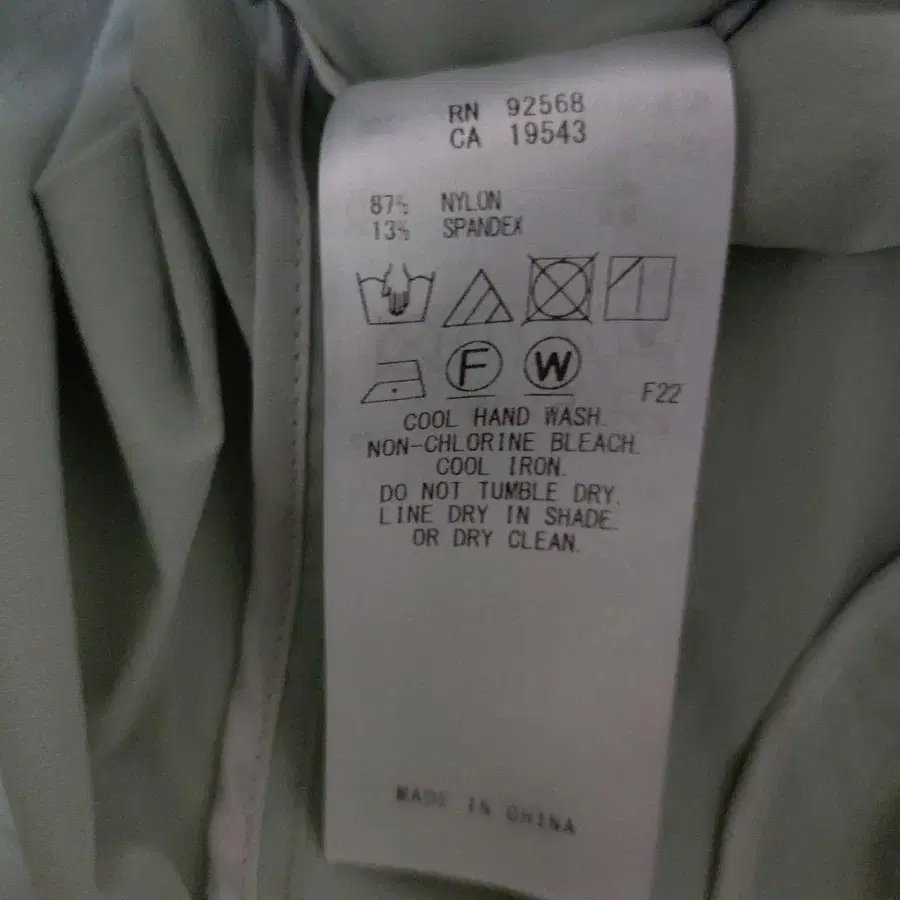 RN 92568
CA 19543
87% NYLON
13% SPANDEX
F W
F22
COOL HAND WASH.
NON-CHLORINE BLEACH.
COOL IRON.
DO NOT TUMBLE DRY.
LINE DRY IN SHADE.
OR DRY CLEAN.
MADE IN CHINA